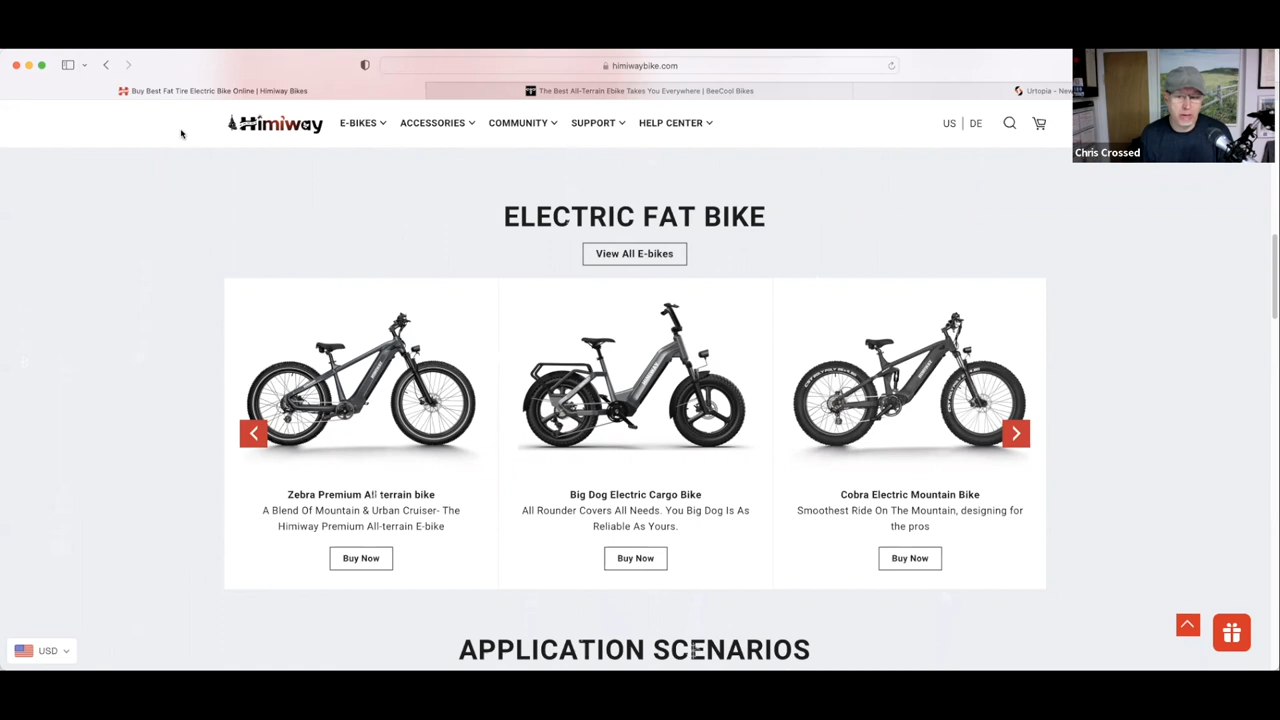 himiwaybike.com
Buy Best Fat Tire Electric Bike Online | Himiway Bikes
The Best All-Terrain Ebike Takes You Everywhere | BeeCool Bikes
Urtopia - New
Himiway
E-BIKES
ACCESSORIES
COMMUNITY
SUPPORT
HELP CENTER
US | DE
Chris Crossed
ELECTRIC FAT BIKE
View All E-bikes
Zebra Premium All terrain bike
A Blend Of Mountain & Urban Cruiser- The
Himiway Premium All-terrain E-bike
Buy Now
Big Dog Electric Cargo Bike
All Rounder Covers All Needs. You Big Dog Is As
Reliable As Yours.
Buy Now
Cobra Electric Mountain Bike
Smoothest Ride On The Mountain, designing for
the pros
Buy Now
APPLICATION SCENARIOS
USD